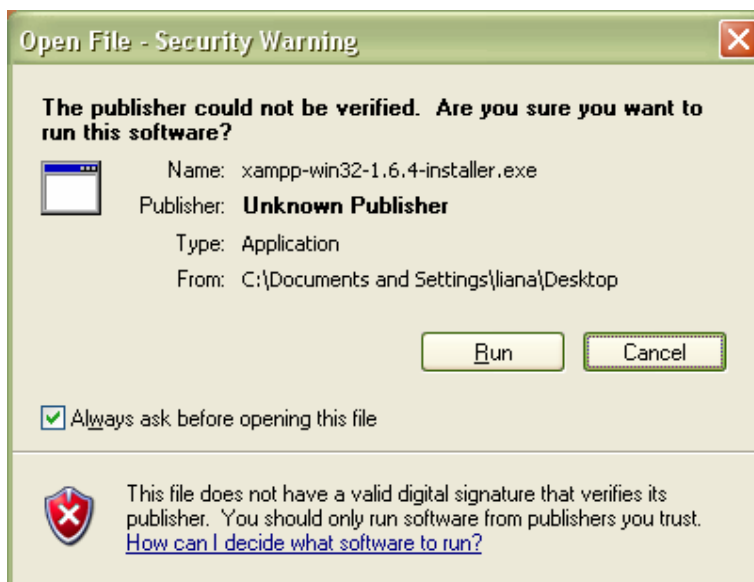 Open File - Security Warning
The publisher could not be verified.  Are you sure you want to
run this software?
Name: xampp-win32-1.6.4-installer.exe
Publisher: Unknown Publisher
Type: Application
From: C:\Documents and Settings\liana\Desktop
Run Cancel
Always ask before opening this file
This file does not have a valid digital signature that verifies its
publisher.  You should only run software from publishers you trust.
How can I decide what software to run?